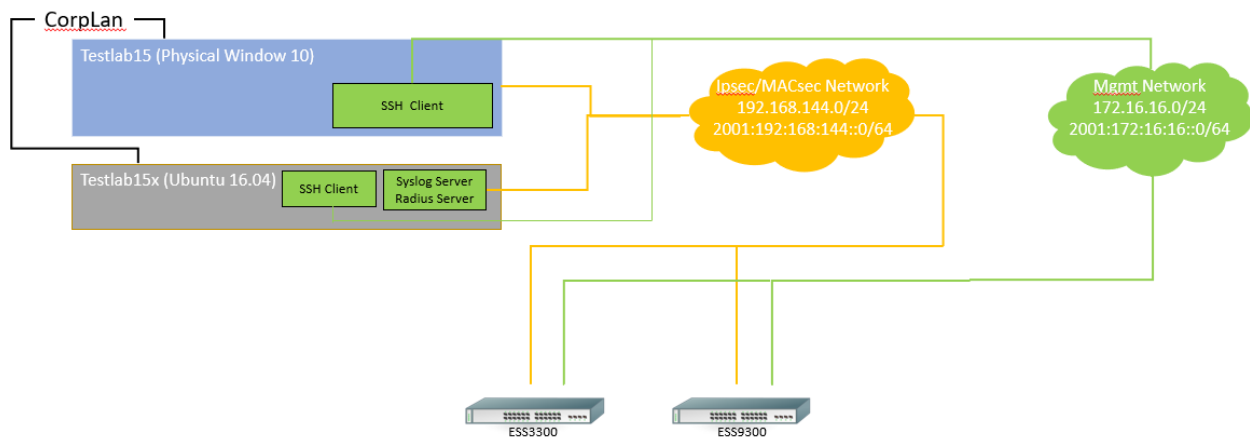 CorpLan
Testlab15 (Physical Window 10)
SSH Client
Testlab15x (Ubuntu 16.04)
SSH Client
Syslog Server
Radius Server
Ipsec/MACsec Network
192.168.144.0/24
2001:192:168:144::0/64
Mgmt Network
172.16.16.0/24
2001:172:16:16::0/64
ESS3300
ESS9300